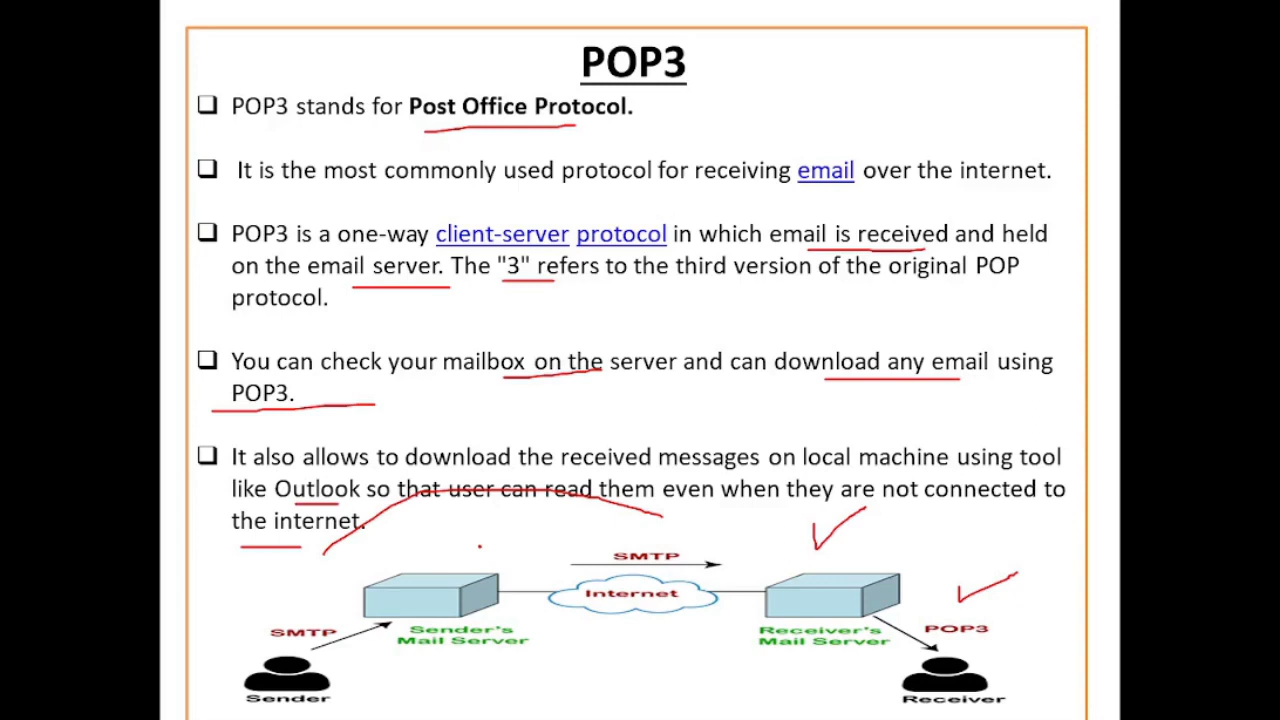 POP3
❑ POP3 stands for Post Office Protocol.
❑ It is the most commonly used protocol for receiving email over the internet.
❑ POP3 is a one-way client-server protocol in which email is received and held
on the email server. The "3" refers to the third version of the original POP
protocol.
❑ You can check your mailbox on the server and can download any email using
POP3.
❑ It also allows to download the received messages on local machine using tool
like Outlook so that user can read them even when they are not connected to
the internet.
SMTP
Internet
SMTP
Sender's
Mail Server
Receiver's
Mail Server
POP3
Sender
Receiver